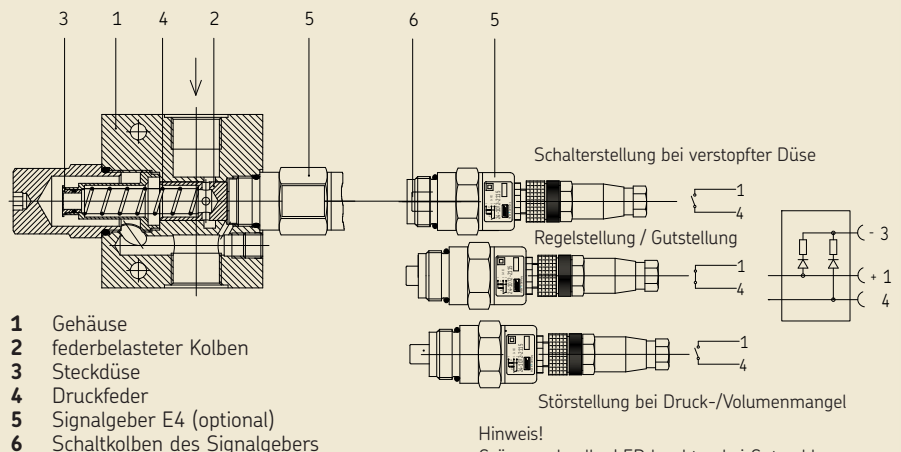 3 1 4 2 5 6 5
Schalterstellung bei verstopfter Düse
1
4
Regelstellung / Gutstellung
- 3
1
4
+ 1
4
1
4
Störstellung bei Druck-/Volumenmangel
1 Gehäuse
2 federbelasteter Kolben
3 Steckdüse
4 Druckfeder
5 Signalgeber E4 (optional)
6 Schaltkolben des Signalgebers
Hinweis!